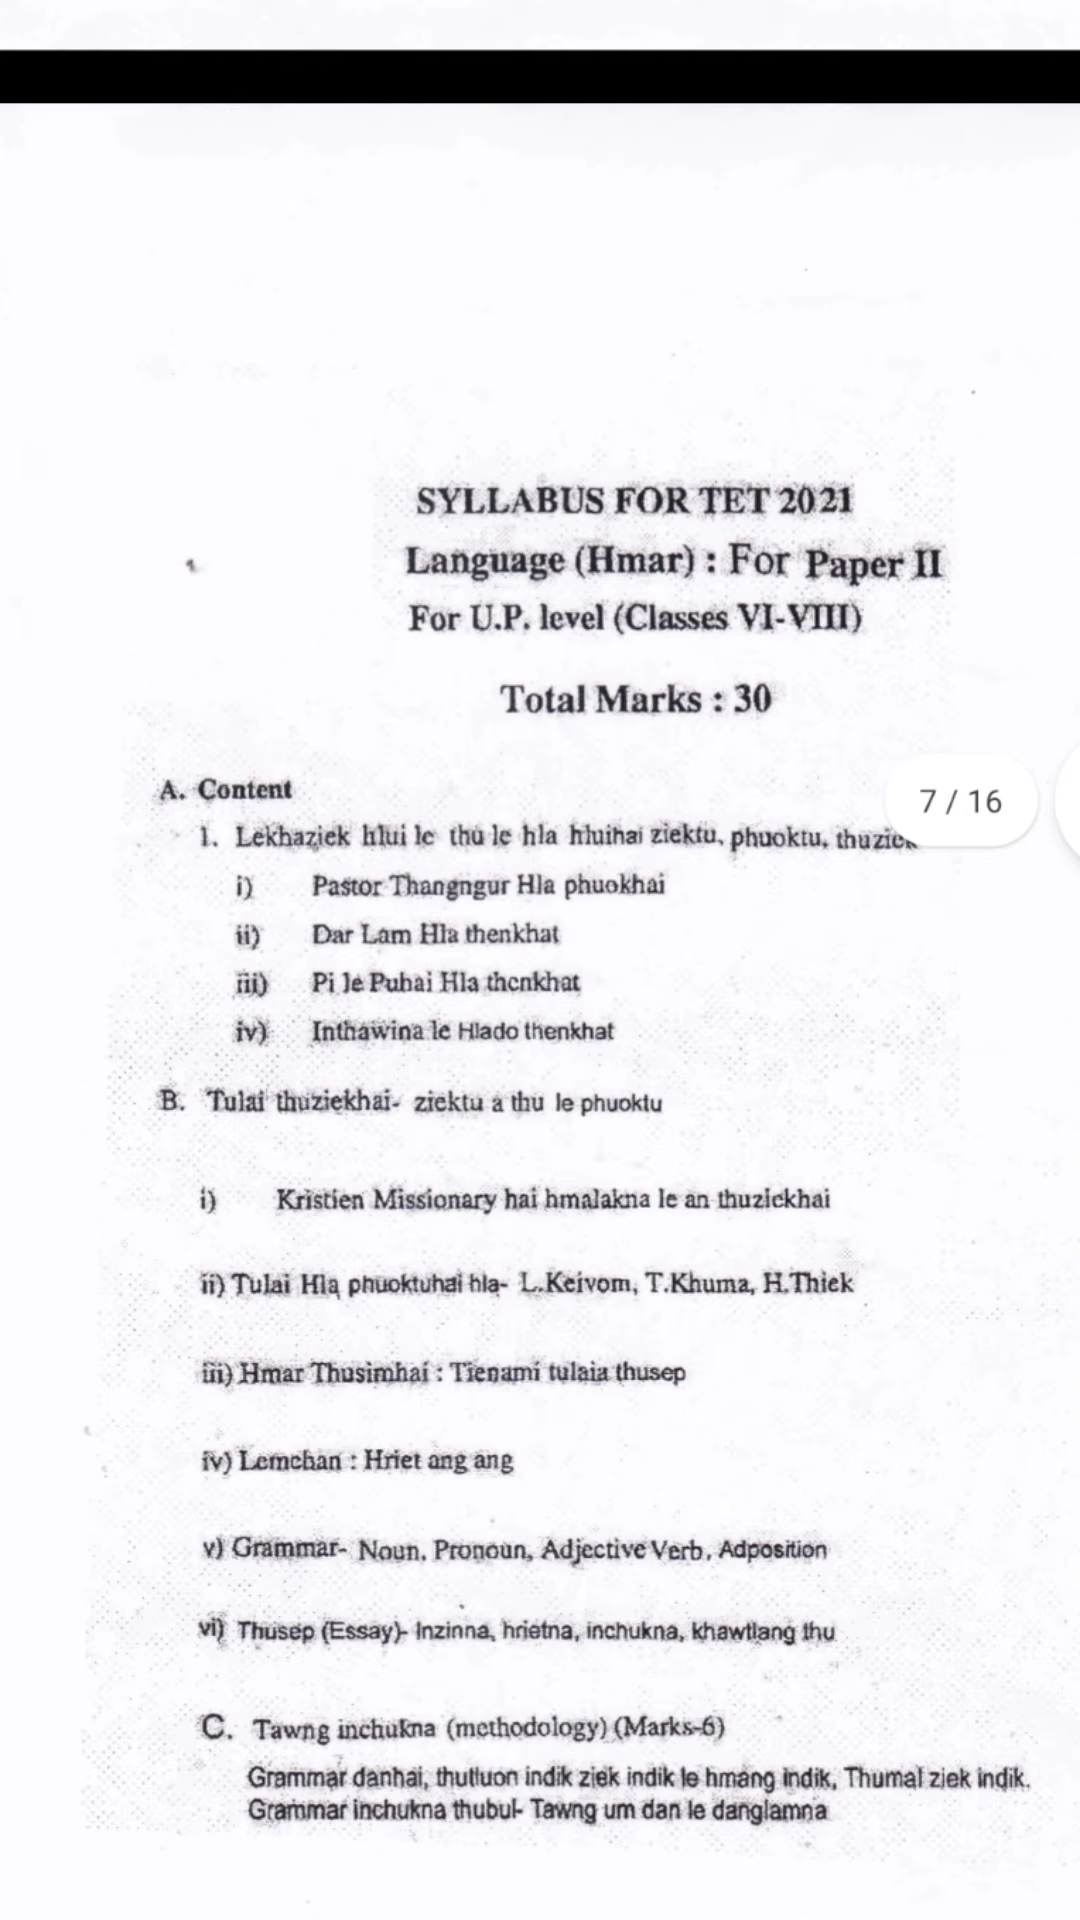 SYLLABUS FOR TET 2021
Language (Hmar) : For Paper II
For U.P. level (Classes VI-VIII)
Total Marks : 30
A. Content
7 / 16
1. Lekhaziek hlui le thu le hla hluihai ziektu, phuoktu,
i) Pastor Thangngur Hla phuokhai
ii) Dar Lam Hla thenkhat
iii) Pi le Puhai Hla thenkhat
iv) Inthawina le Hlado thenkhat
B. Tulai thuziekhai- ziektu a thu le phuoktu
i) Kristien Missionary hai hmalakna le an thuziekhai
ii) Tulai Hla phuoktuhai hla- L.Keivom, T.Khuma, H.Thiek
iii) Hmar Thusimhai : Tienami tulaia thusep
iv) Lemchan : Hriet ang ang
v) Grammar- Noun, Pronoun, Adjective Verb, Adposition
vi) Thusep (Essay)- Inzinna, hrietna, inchukna, khawtlang thu
C. Tawng inchukna (methodology) (Marks-6)
Grammar danhai, thutluon indik ziek indik le hmang indik, Thumal ziek indik.
Grammar inchukna thubul- Tawng um dan le danglamna